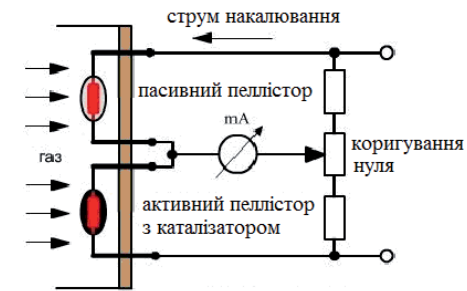 струм накалювання
пасивний пеллістор
mA
газ
коригування
нуля
активний пеллістор
з каталізатором